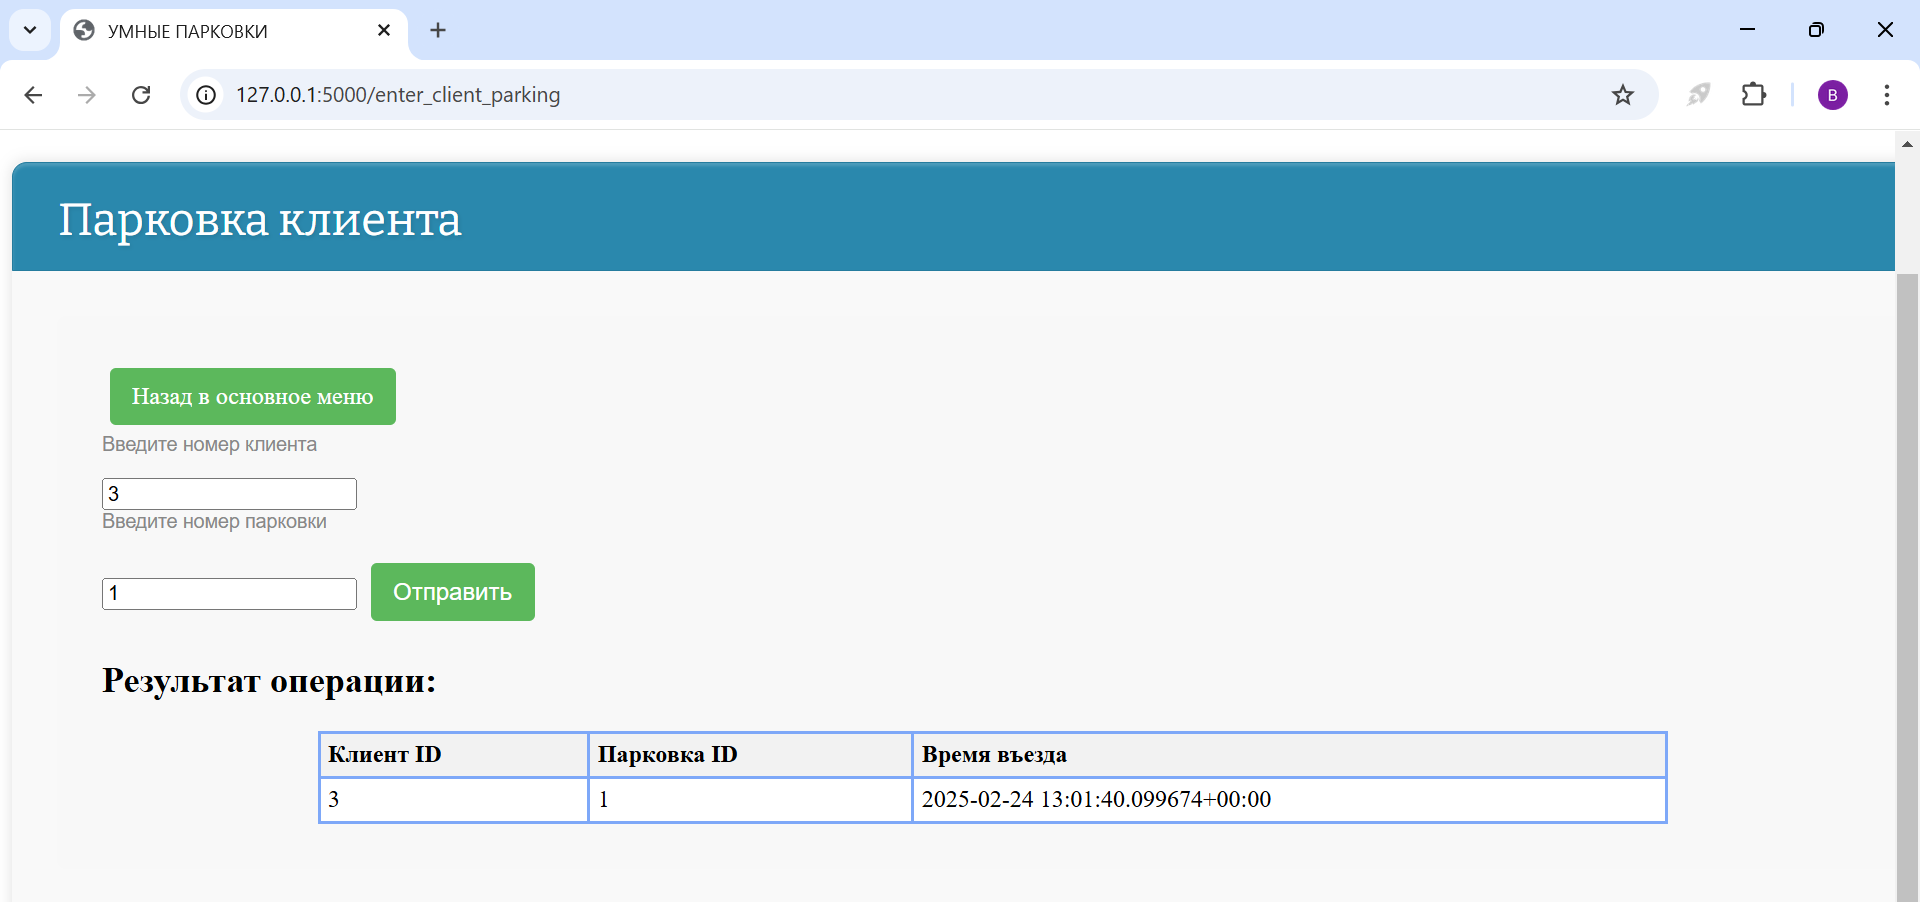 УМНЫЕ ПАРКОВКИ
127.0.0.1:5000/enter_client_parking
B
Парковка клиента
Назад в основное меню
Введите номер клиента
3
Введите номер парковки
1 Отправить
Результат операции:
Клиент ID Парковка ID Время въезда
3 1 2025-02-24 13:01:40.099674+00:00